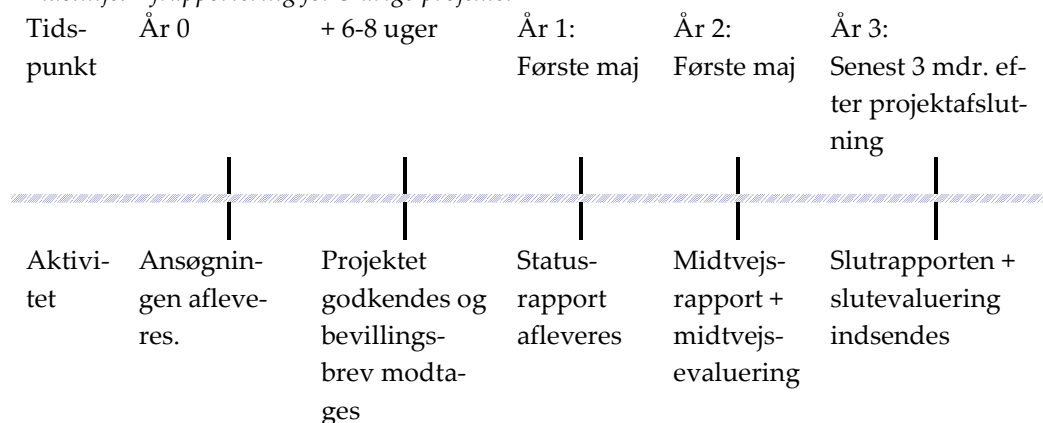 Tids-
punkt
År 0
+ 6-8 uger
År 1:
Første maj
År 2:
Første maj
År 3:
Senest 3 mdr. ef-
ter projektafslut-
ning
Aktivi-
tet
Ansøgnin-
gen afleve-
res.
Projektet
godkendes og
bevillings-
brev modta-
ges
Status-
rapport
afleveres
Midtvejs-
rapport +
midtvejs-
evaluering
Slutrapporten +
slutevaluering
indsendes